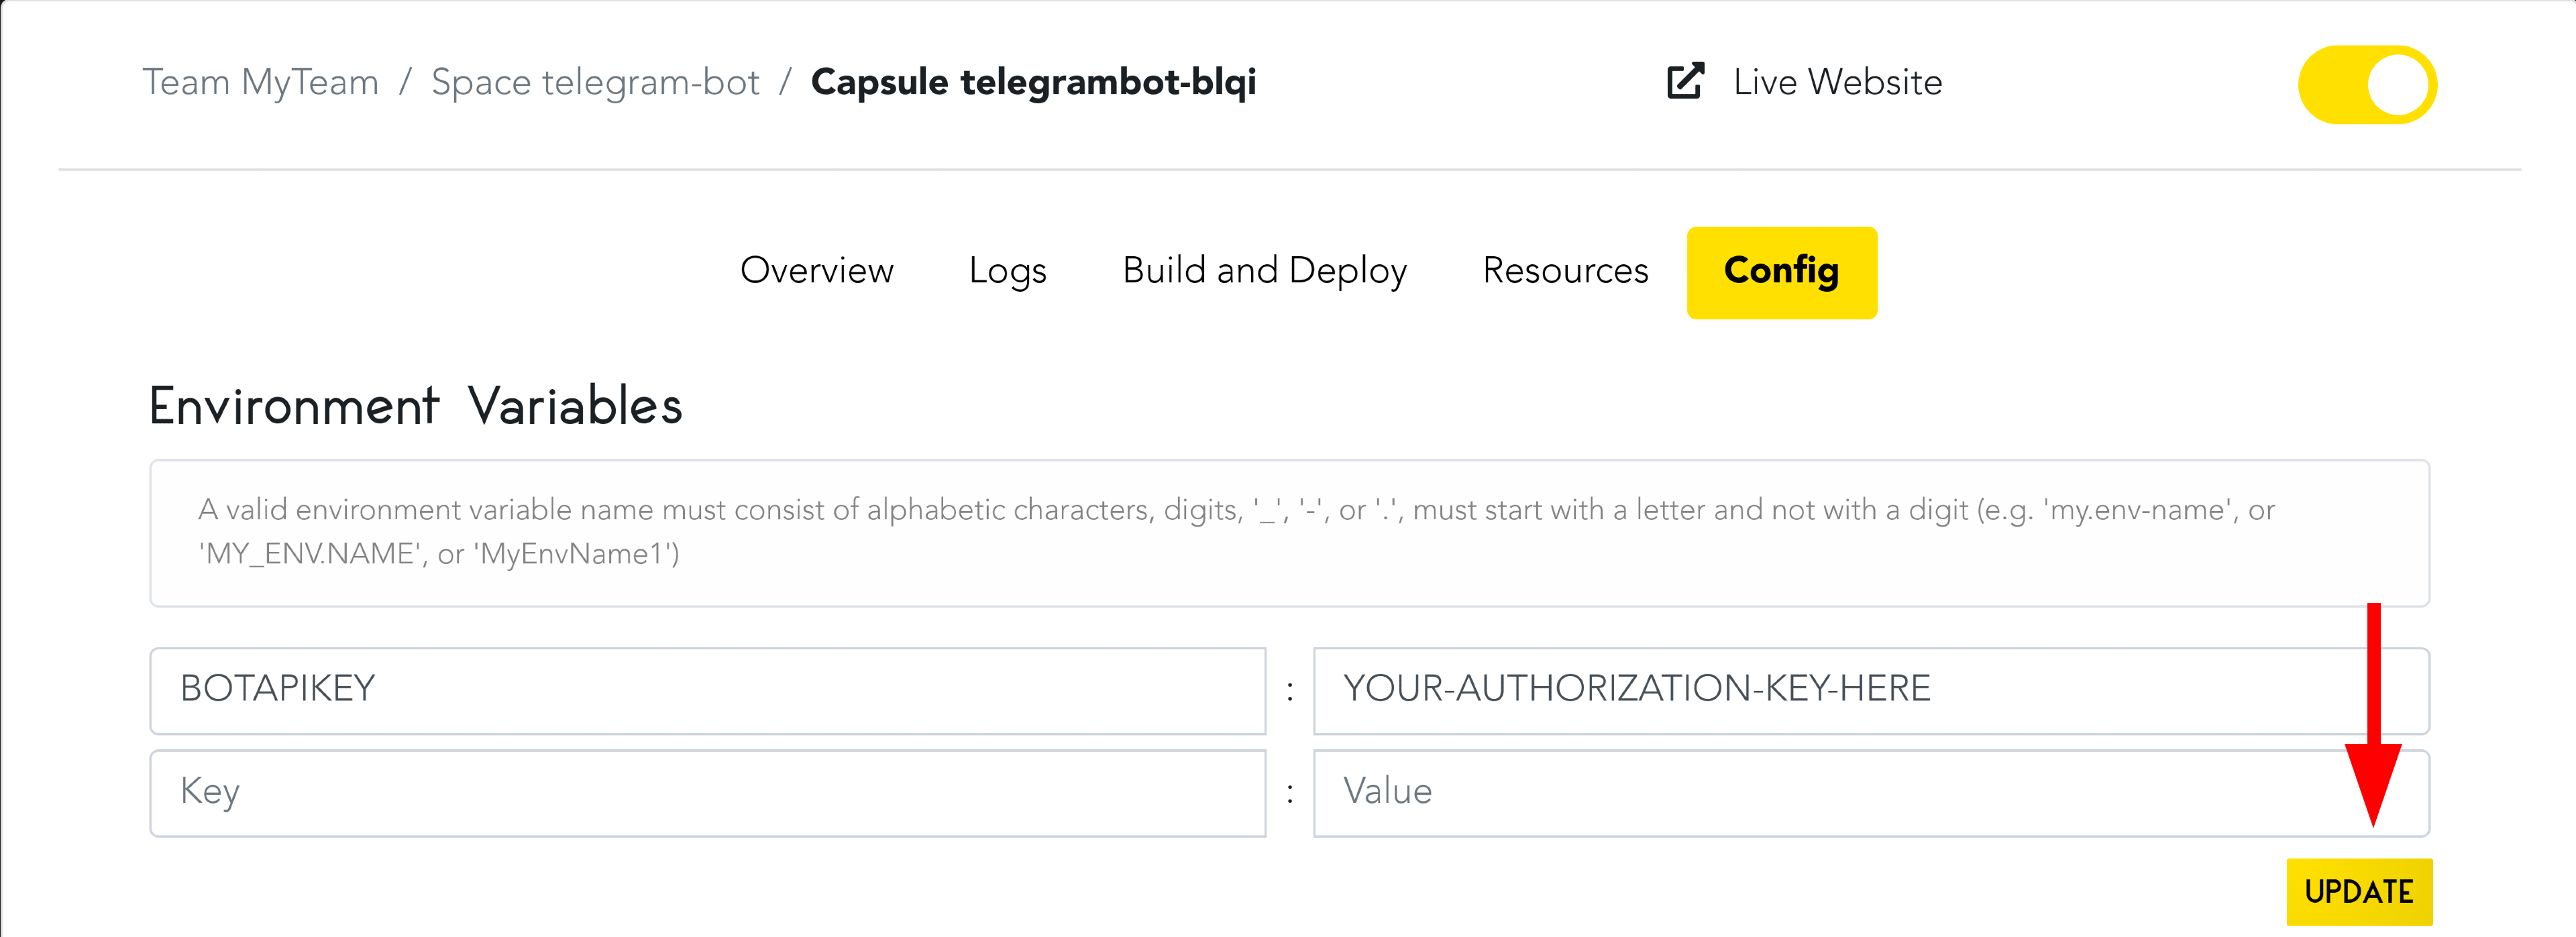 Team MyTeam / Space telegram-bot / Capsule telegrambot-blqi
Live Website
Overview Logs Build and Deploy Resources Config
Environment Variables
A valid environment variable name must consist of alphabetic characters, digits, '_', '-', or '.', must start with a letter and not with a digit (e.g. 'my.env-name', or
'MY_ENV.NAME', or 'MyEnvName1')
BOTAPIKEY : YOUR-AUTHORIZATION-KEY-HERE
Key : Value
UPDATE